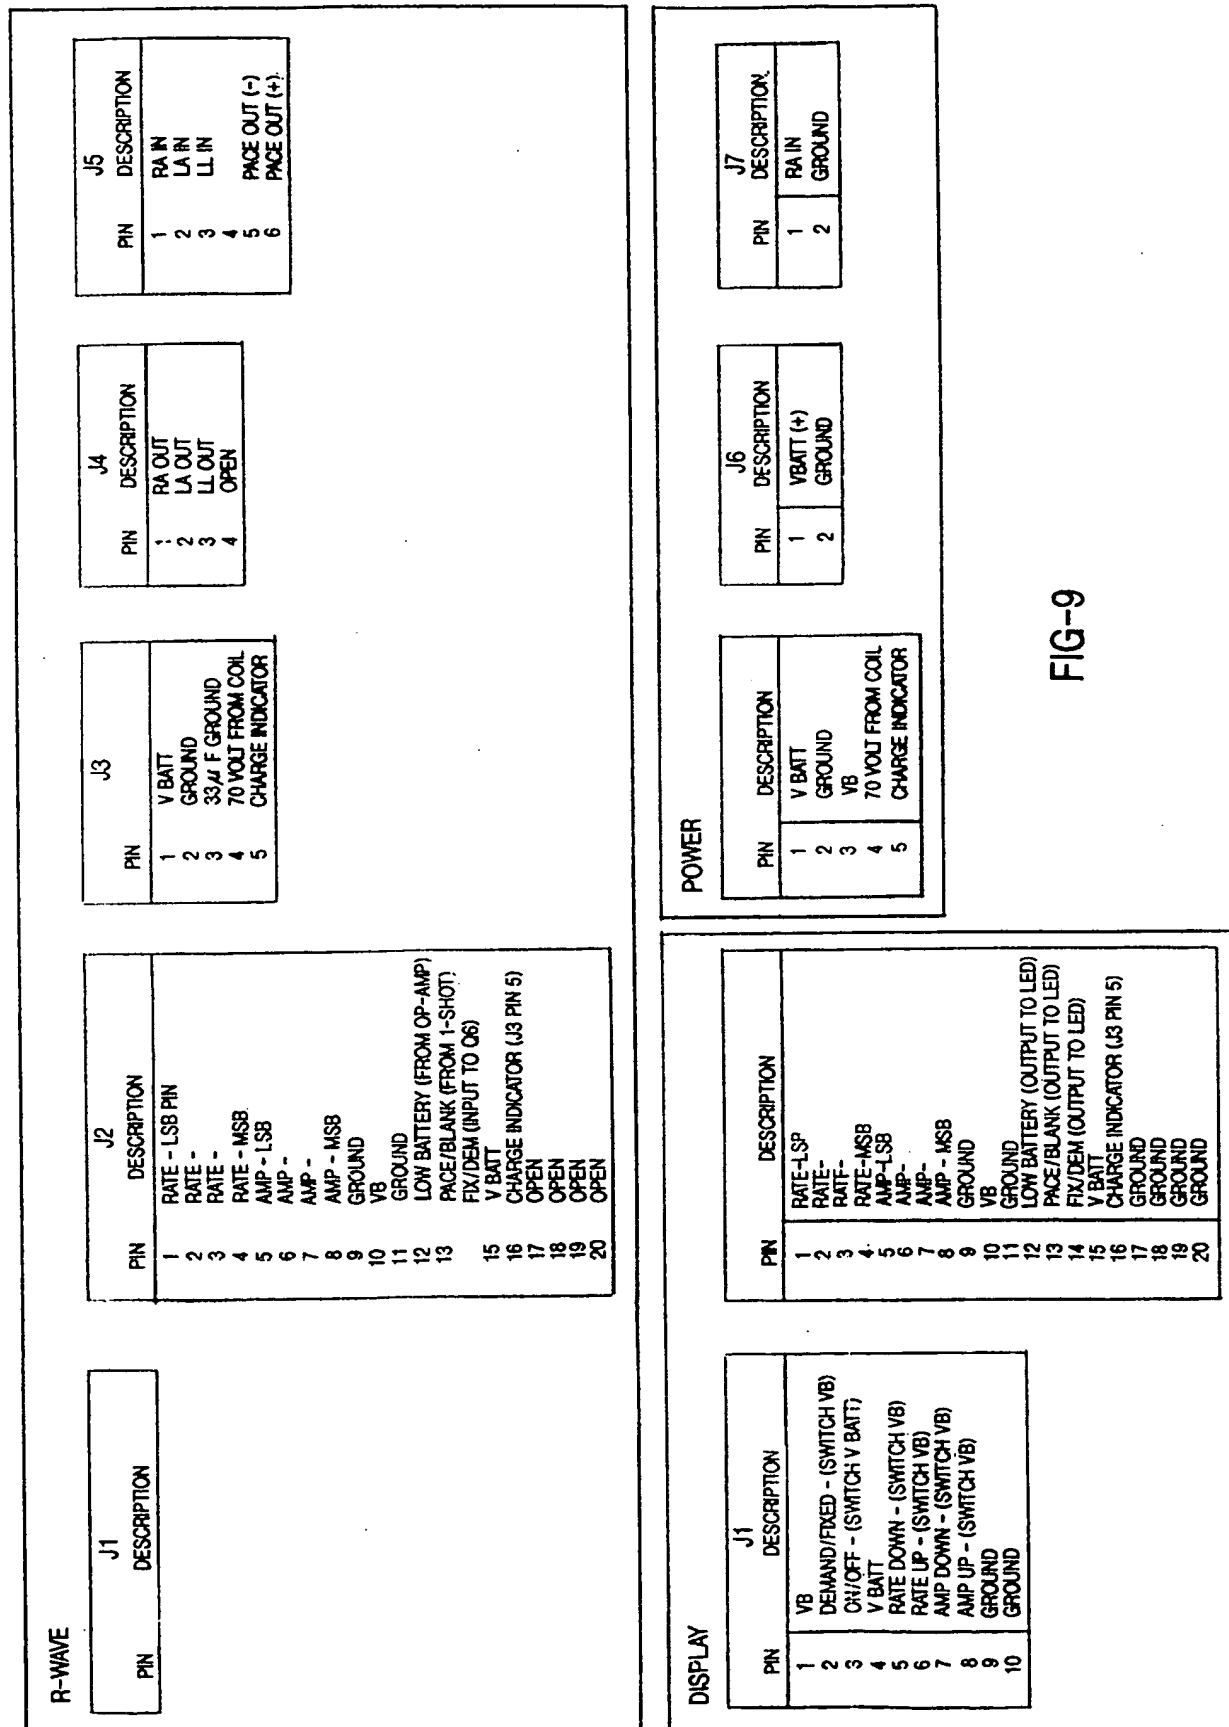 R-WAVE
J1
PIN DESCRIPTION
J2
PIN DESCRIPTION
1 RATE - LSB PIN
2 RATE -
3 RATE -
4 RATE - MSB
5 AMP - LSB
6 AMP -
7 AMP -
8 AMP - MSB
9 GROUND
10 VB
11 GROUND
12 LOW BATTERY (FROM OP-AMP)
13 PACE/BLANK (FROM 1-SHOT)
FIX/DEM (INPUT TO Q6)
15 V BATT
16 CHARGE INDICATOR (J3 PIN 5)
17 OPEN
18 OPEN
19 OPEN
20 OPEN
J3
PIN
1 V BATT
2 GROUND
3 33µF GROUND
4 70 VOLT FROM COIL
5 CHARGE INDICATOR
J4
PIN DESCRIPTION
1 RA OUT
2 LA OUT
3 LL OUT
4 OPEN
J5
PIN DESCRIPTION
1 RA IN
2 LA IN
3 LL IN
4
5 PACE OUT (-)
6 PACE OUT (+)
DISPLAY
J1
PIN DESCRIPTION
1 VB
2 DEMAND/FIXED - (SWITCH VB)
3 ON/OFF - (SWITCH V BATT)
4 V BATT
5 RATE DOWN - (SWITCH VB)
6 RATE UP - (SWITCH VB)
7 AMP DOWN - (SWITCH VB)
8 AMP UP - (SWITCH VB)
9 GROUND
10 GROUND
PIN DESCRIPTION
1 RATE-LSP
2 RATE-
3 RATE-
4 RATE-MSB
5 AMP-LSB
6 AMP-
7 AMP-
8 AMP - MSB
9 GROUND
10 VB
11 GROUND
12 LOW BATTERY (OUTPUT TO LED)
13 PACE/BLANK (OUTPUT TO LED)
14 FIX/DEM (OUTPUT TO LED)
15 V BATT
16 CHARGE INDICATOR (J3 PIN 5)
17 GROUND
18 GROUND
19 GROUND
20 GROUND
POWER
PIN DESCRIPTION
1 V BATT
2 GROUND
3 VB
4 70 VOLT FROM COIL
5 CHARGE INDICATOR
J6
PIN DESCRIPTION
1 VBATT (+)
2 GROUND
J7
PIN DESCRIPTION
1 RA IN
2 GROUND
FIG-9